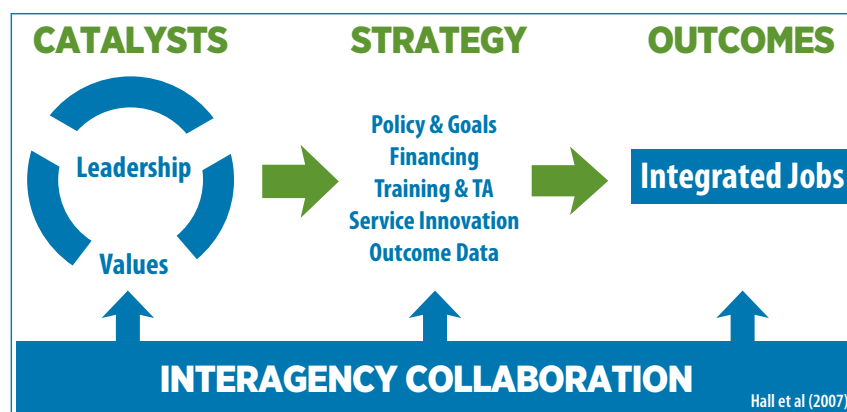 CATALYSTS
STRATEGY
OUTCOMES
Leadership
Values
Policy & Goals
Financing
Training & TA
Service Innovation
Outcome Data
Integrated Jobs
INTERAGENCY COLLABORATION
Hall et al (2007)